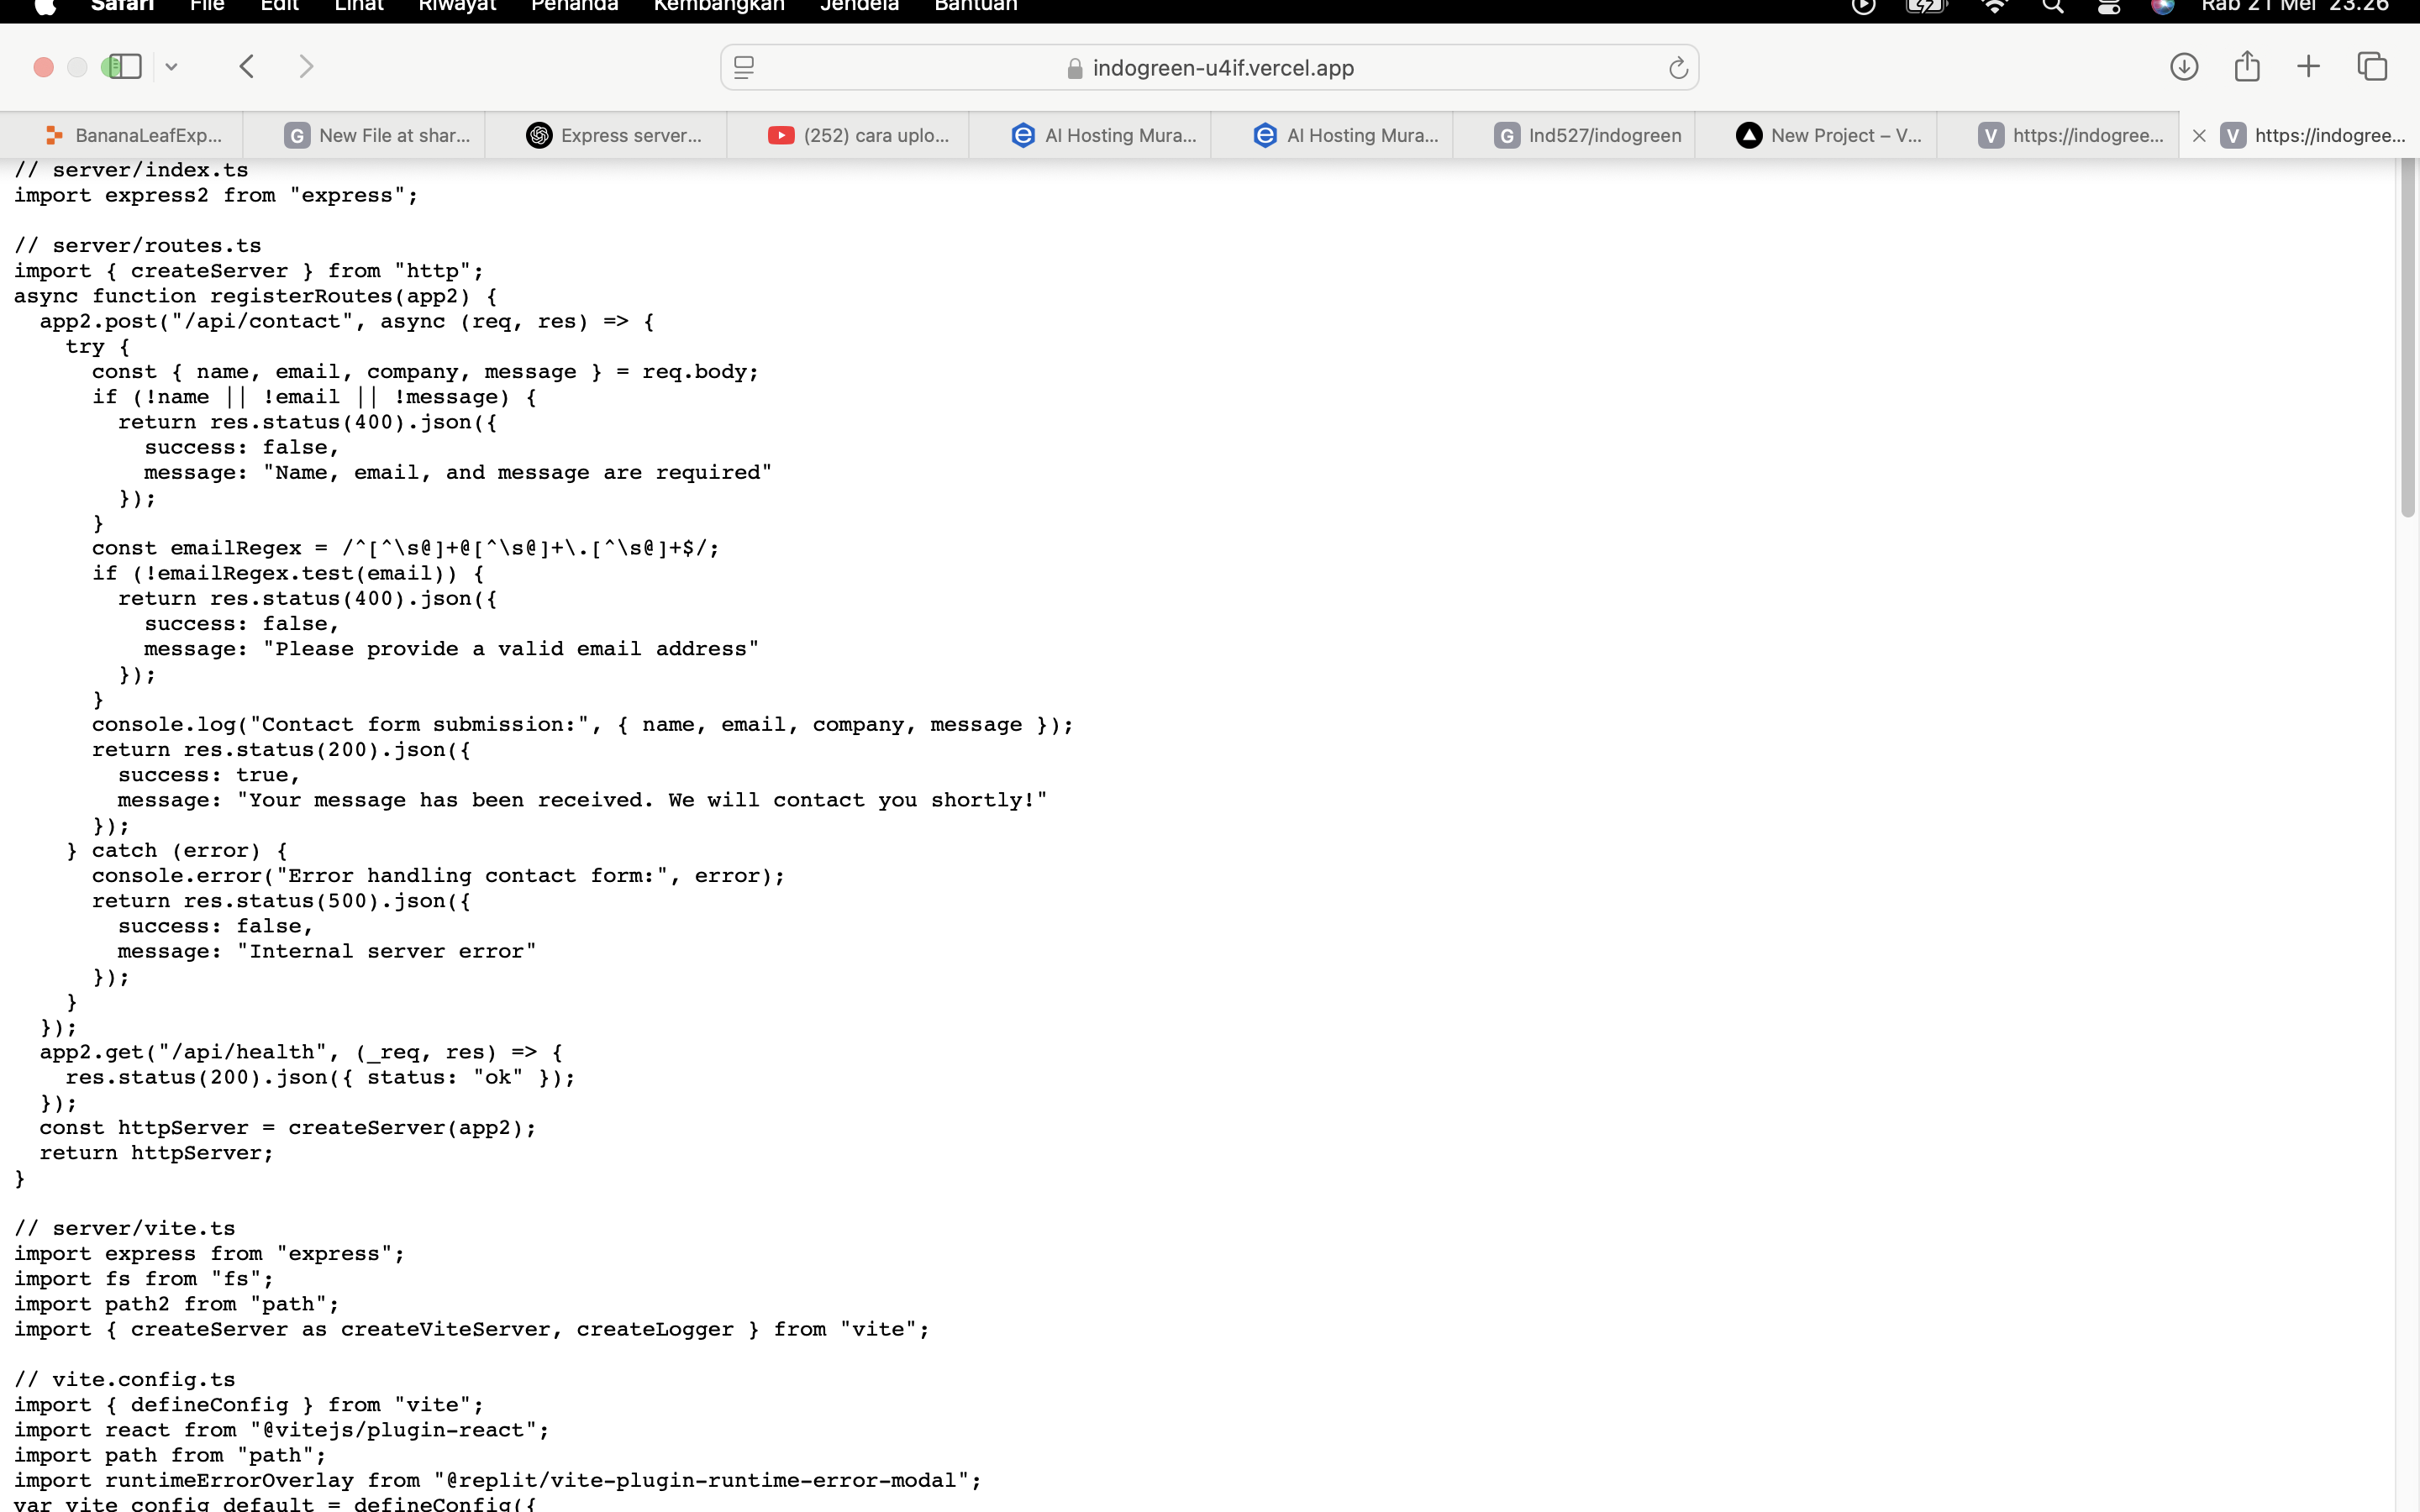 Safari File Edit Lihat Riwayat Penanda Kembangkan Jendela Bantuan Rab 21 Mei 23.26
indogreen-u4if.vercel.app
BananaLeafExp... G New File at shar... Express server... (252) cara uplo... AI Hosting Mura... AI Hosting Mura... G Ind527/indogreen New Project – V... V https://indogree... V https://indogree...
// server/index.ts
import express2 from "express";

// server/routes.ts
import { createServer } from "http";
async function registerRoutes(app2) {
  app2.post("/api/contact", async (req, res) => {
    try {
      const { name, email, company, message } = req.body;
      if (!name || !email || !message) {
        return res.status(400).json({
          success: false,
          message: "Name, email, and message are required"
        });
      }
      const emailRegex = /^[^\s@]+@[^\s@]+\.[^\s@]+$/;
      if (!emailRegex.test(email)) {
        return res.status(400).json({
          success: false,
          message: "Please provide a valid email address"
        });
      }
      console.log("Contact form submission:", { name, email, company, message });
      return res.status(200).json({
        success: true,
        message: "Your message has been received. We will contact you shortly!"
      });
    } catch (error) {
      console.error("Error handling contact form:", error);
      return res.status(500).json({
        success: false,
        message: "Internal server error"
      });
    }
  });
  app2.get("/api/health", (_req, res) => {
    res.status(200).json({ status: "ok" });
  });
  const httpServer = createServer(app2);
  return httpServer;
}

// server/vite.ts
import express from "express";
import fs from "fs";
import path2 from "path";
import { createServer as createViteServer, createLogger } from "vite";

// vite.config.ts
import { defineConfig } from "vite";
import react from "@vitejs/plugin-react";
import path from "path";
import runtimeErrorOverlay from "@replit/vite-plugin-runtime-error-modal";
var vite_config_default = defineConfig({